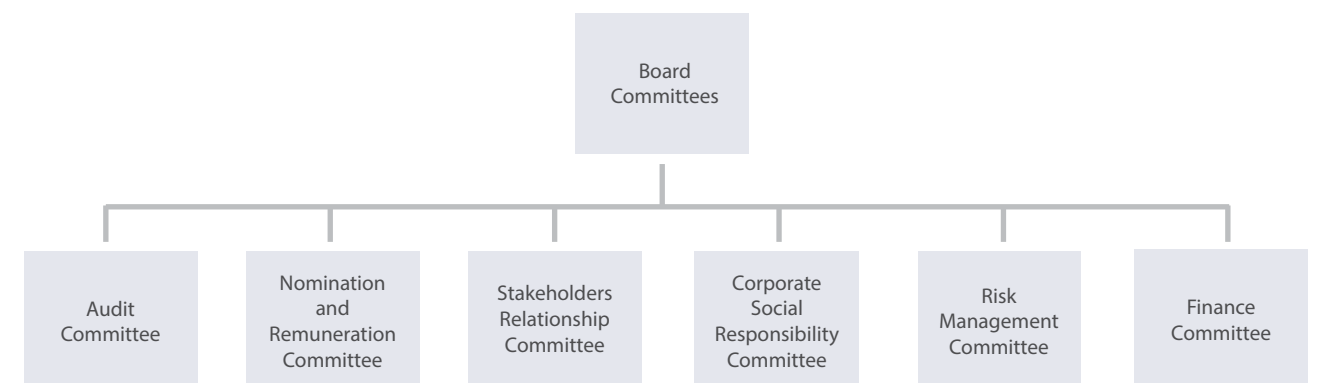 Board
Committees
Audit
Committee
Nomination
and
Remuneration
Committee
Stakeholders
Relationship
Committee
Corporate
Social
Responsibility
Committee
Risk
Management
Committee
Finance
Committee